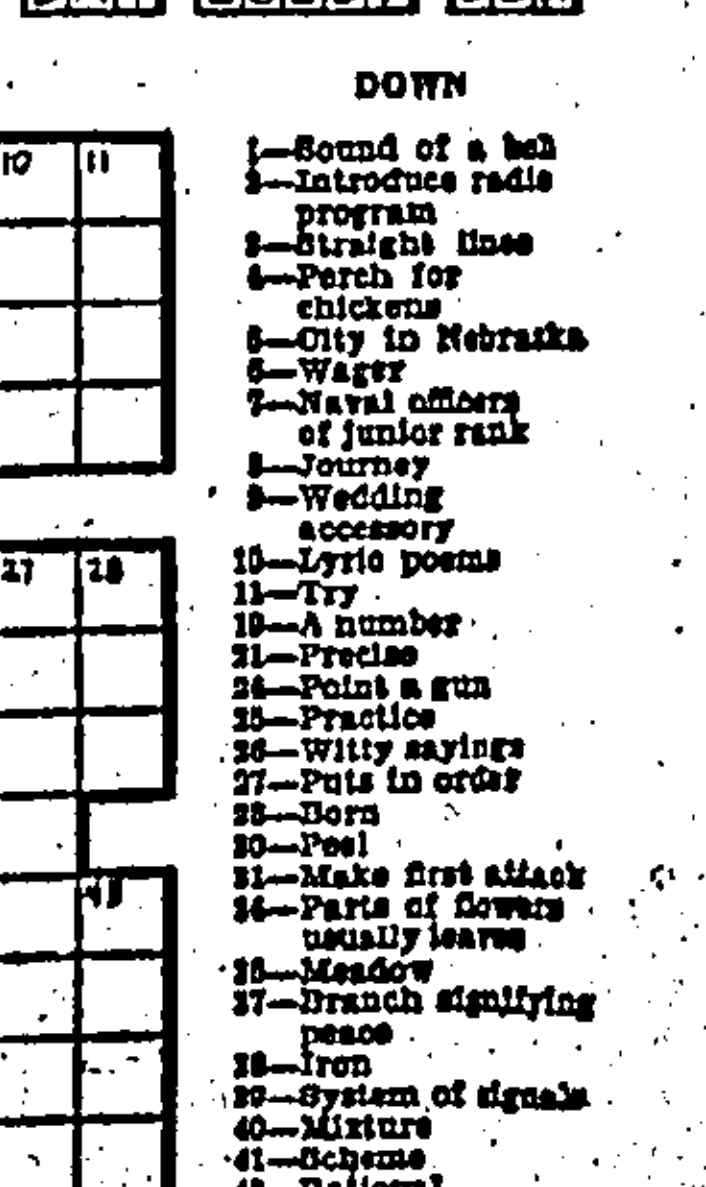 DOWN
10 11
1—Sound of a bell
2—Introduce radio
program
3—Straight lines
4—Perch for
chickens
5—City in Nebraska
6—Wager
7—Naval officers
of junior rank
8—Journey
9—Wedding
accessory
27 28
10—Lyric poems
11—Try
19—A number
21—Precise
24—Point a gun
25—Practice
26—Witty sayings
27—Puts in order
28—Born
30—Peel
31—Make first attack
34—Parts of flowers
usually leaves
35—Meadow
37—Branch signifying
peace
38—Iron
39—System of signals
40—Mixture
41—Scheme